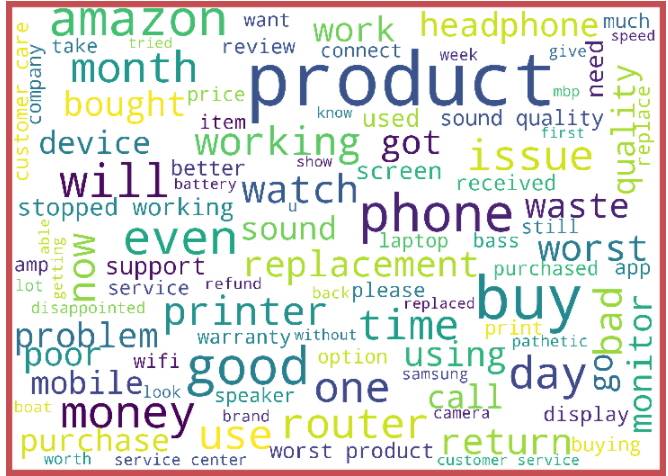 amazon work headphone want much
take tried review connect week give speed
customer care company month product need
bought price know used sound quality mbp first replace
item device working got issue quality
better show screen received
will battery watch phone waste
stopped working u still
able getting now even sound laptop bass worst
amp support replacement purchased app
lot service refund back please replaced buy bad
disappointed printer time print
problem warranty without pathetic go monitor
poor wifi good option using day
mobile look speaker one samsung call
boat money brand router camera display
purchase use worst product return buying
worth service center customer service